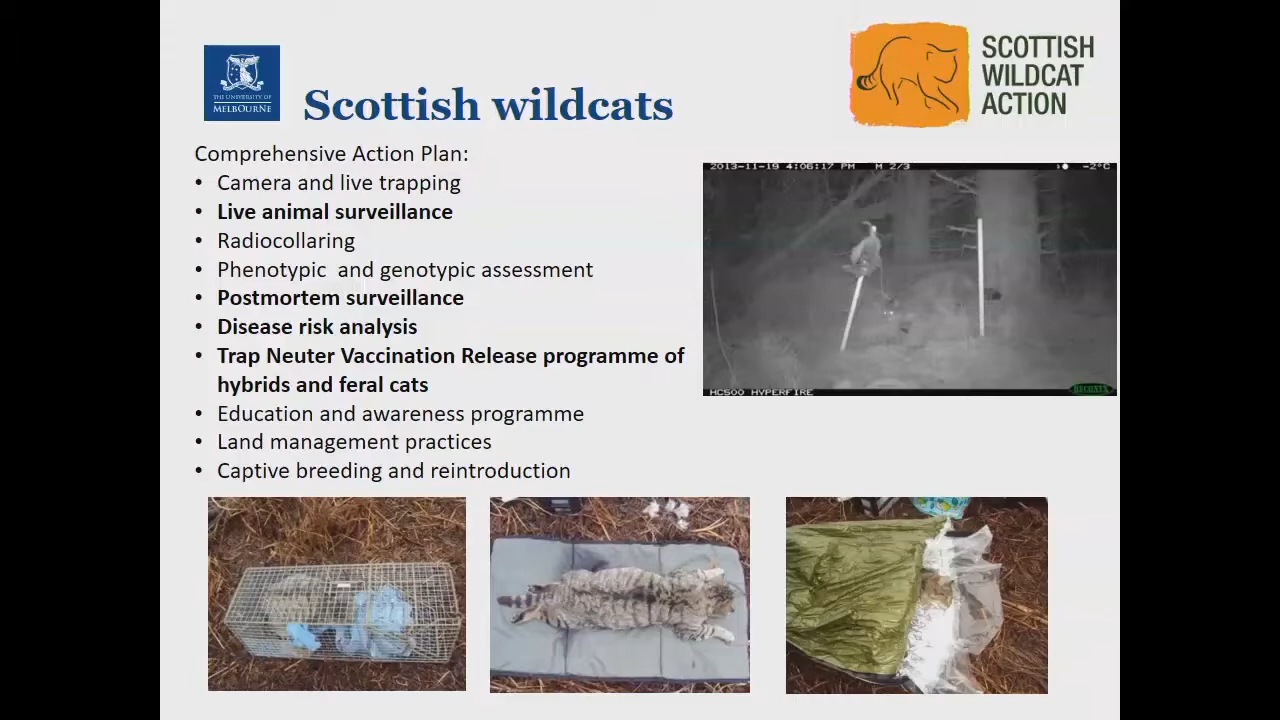 THE UNIVERSITY OF
MELBOURNE
Scottish wildcats
SCOTTISH
WILDCAT
ACTION
Comprehensive Action Plan:
• Camera and live trapping
• Live animal surveillance
• Radiocollaring
• Phenotypic  and genotypic assessment
• Postmortem surveillance
• Disease risk analysis
• Trap Neuter Vaccination Release programme of
hybrids and feral cats
• Education and awareness programme
• Land management practices
• Captive breeding and reintroduction
2013-11-19 4:06:17 PM M 2/3 -2°C
HC500 HYPERFIRE RECONYX